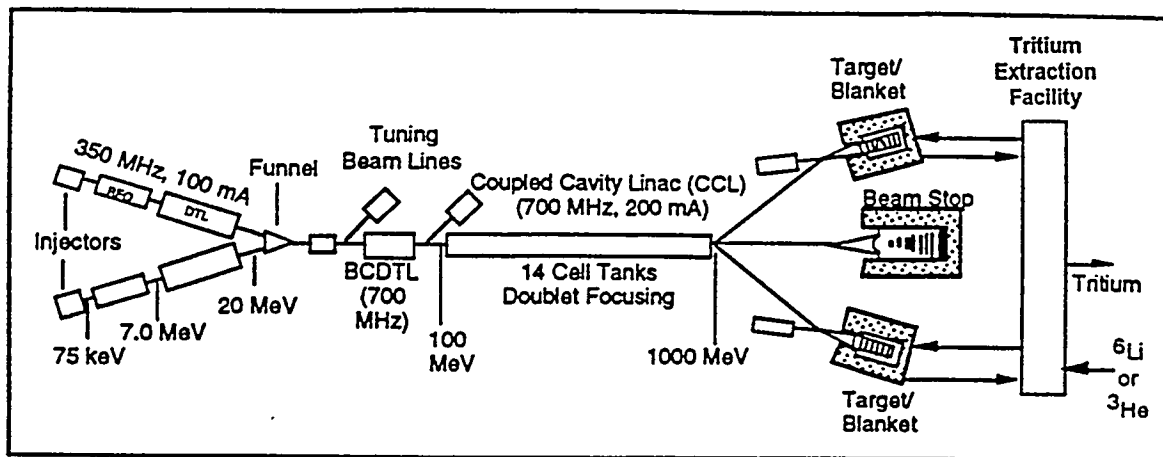 350 MHz, 100 mA
RFQ
DTL
Injectors
75 keV
7.0 MeV
20 MeV
Funnel
Tuning
Beam Lines
BCDTL
(700
MHz)
100
MeV
Coupled Cavity Linac (CCL)
(700 MHz, 200 mA)
14 Cell Tanks
Doublet Focusing
1000 MeV
Target/
Blanket
Beam Stop
Target/
Blanket
Tritium
Extraction
Facility
Tritium
⁶Li
or
³He